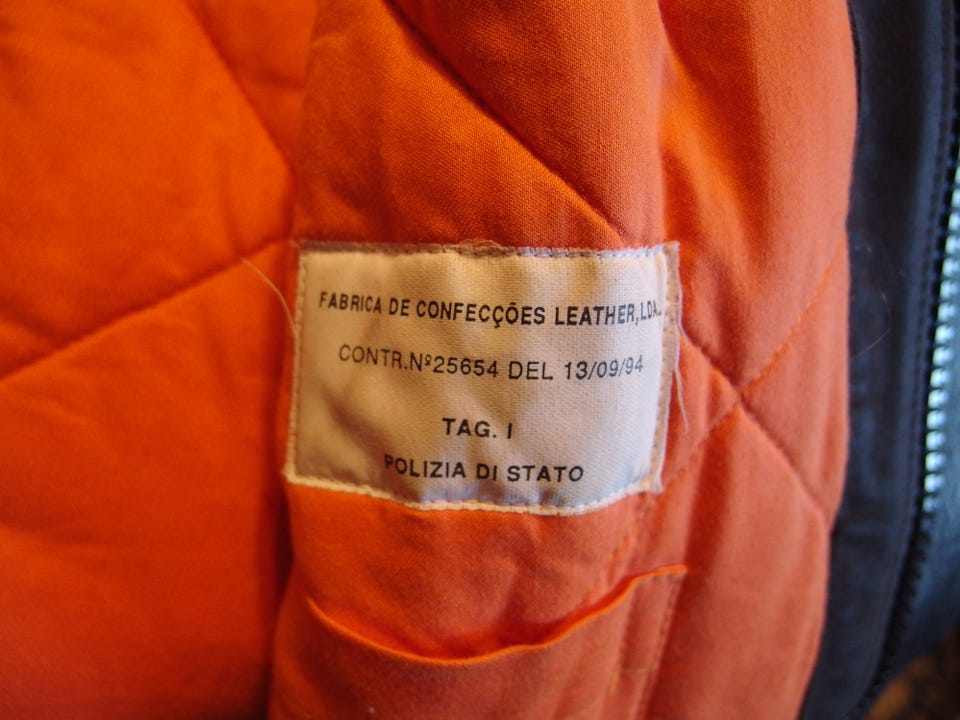 FABRICA DE CONFECÇÕES LEATHER, LDA.
CONTR.Nº25654 DEL 13/09/94
TAG. I
POLIZIA DI STATO